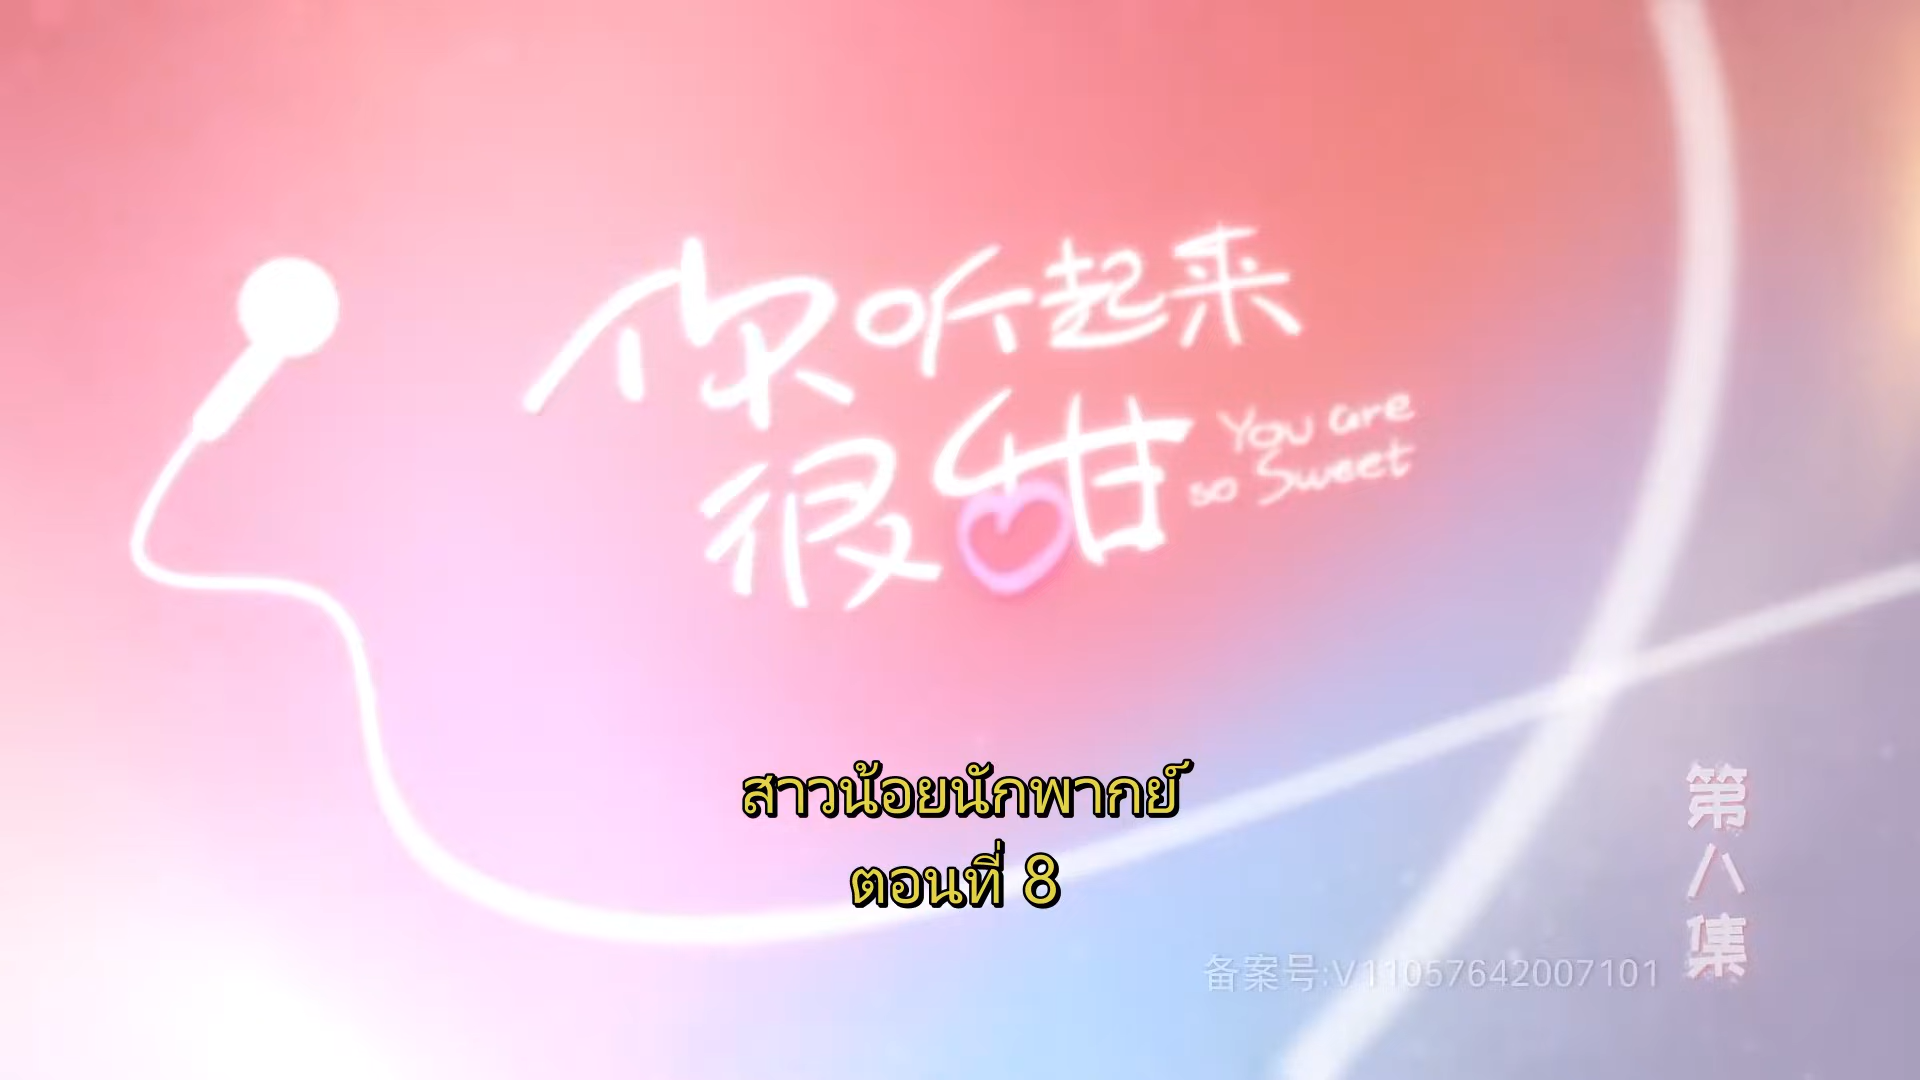 你听起来
很甜
You are
so Sweet
สาวน้อยนักพากย์
ตอนที่ 8
第八集
备案号:V11057642007101